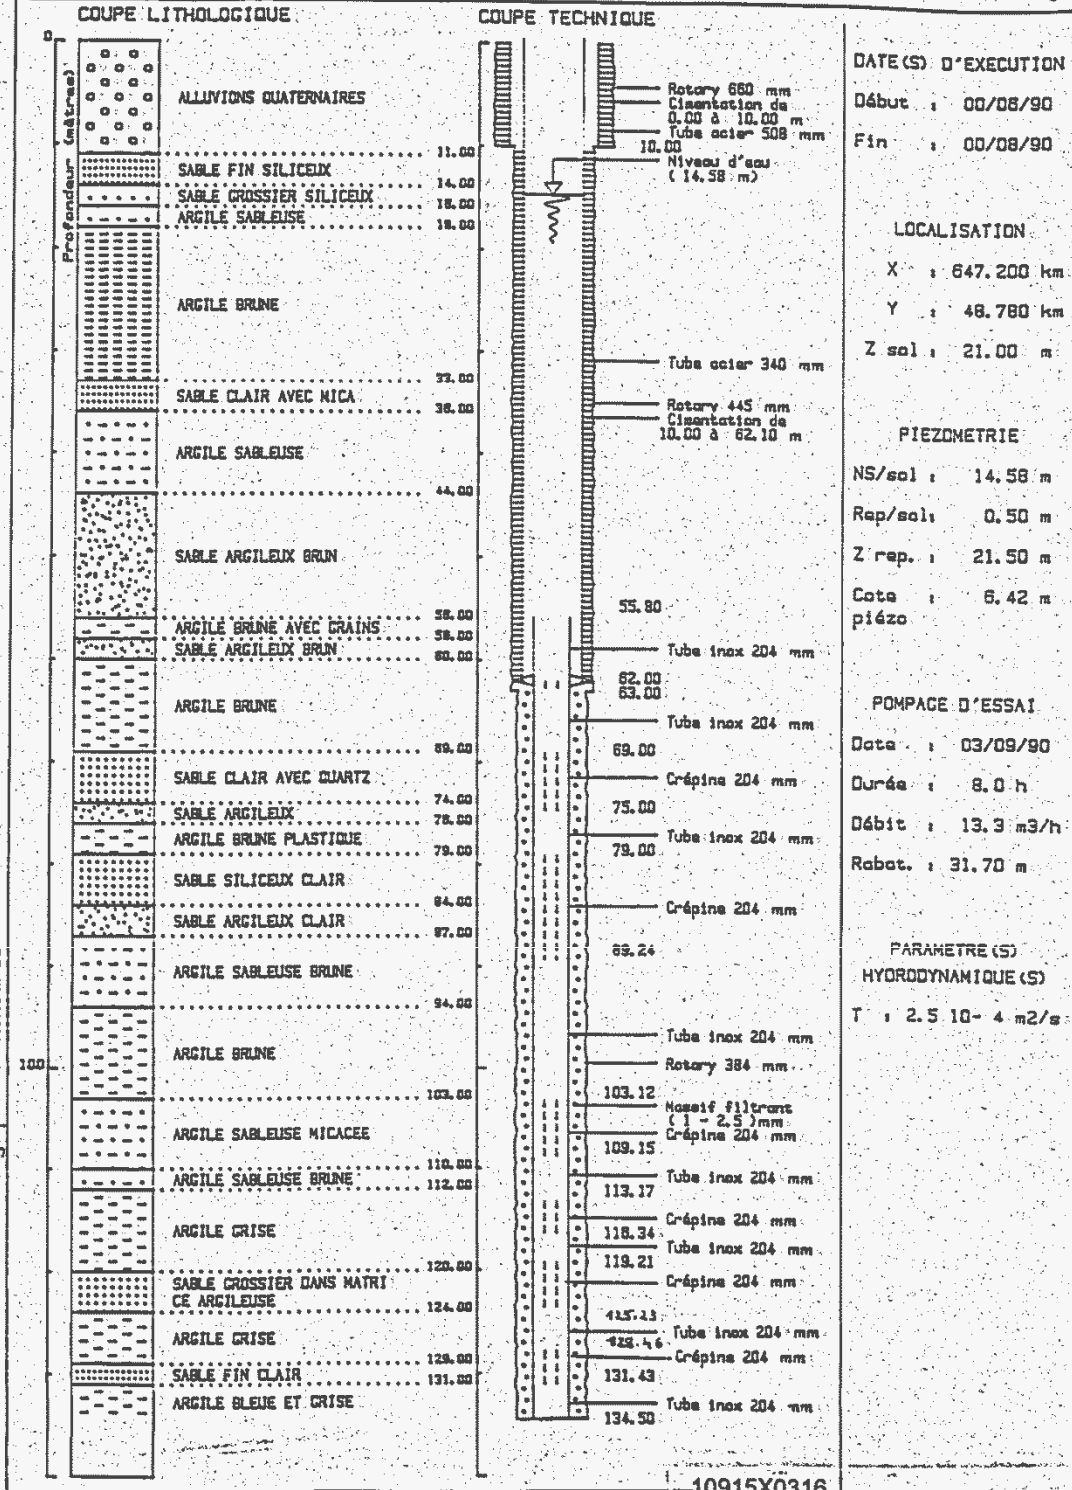 COUPE LITHOLOGIQUE
0
Profondeur (mètres)
100
ALLUVIONS QUATERNAIRES
11.00
SABLE FIN SILICEUX
14.00
SABLE GROSSIER SILICEUX
16.00
ARGILE SABLEUSE
18.00
ARGILE BRUNE
33.00
SABLE CLAIR AVEC MICA
36.00
ARGILE SABLEUSE
44.00
SABLE ARGILEUX BRUN
56.00
ARGILE BRUNE AVEC GRAINS
58.00
SABLE ARGILEUX BRUN
60.00
ARGILE BRUNE
69.00
SABLE CLAIR AVEC QUARTZ
74.00
SABLE ARGILEUX
76.00
ARGILE BRUNE PLASTIQUE
79.00
SABLE SILICEUX CLAIR
84.00
SABLE ARGILEUX CLAIR
87.00
ARGILE SABLEUSE BRUNE
94.00
ARGILE BRUNE
103.00
ARGILE SABLEUSE MICACEE
110.00
ARGILE SABLEUSE BRUNE
112.00
ARGILE GRISE
120.00
SABLE GROSSIER DANS MATRI
CE ARGILEUSE
124.00
ARGILE GRISE
129.00
SABLE FIN CLAIR
131.00
ARGILE BLEUE ET GRISE
COUPE TECHNIQUE
Rotary 660 mm
Cimentation de
0.00 à 10.00 m
Tube acier 508 mm
10.00
Niveau d'eau
( 14.58 m)
Tube acier 340 mm
Rotary 445 mm
Cimentation de
10.00 à 62.10 m
55.80
Tube inox 204 mm
62.00
63.00
Tube inox 204 mm
69.00
Crépine 204 mm
75.00
Tube inox 204 mm
79.00
Crépine 204 mm
89.24
Tube inox 204 mm
Rotary 384 mm
103.12
Massif filtrant
( 1 - 2.5 )mm
Crépine 204 mm
109.15
Tube inox 204 mm
113.17
Crépine 204 mm
116.34
Tube inox 204 mm
119.21
Crépine 204 mm
Tube inox 204 mm
Crépine 204 mm
131.43
Tube inox 204 mm
134.50
DATE(S) D'EXECUTION
Début : 00/08/90
Fin : 00/08/90
LOCALISATION
X : 647.200 km
Y : 48.780 km
Z sol : 21.00 m
PIEZOMETRIE
NS/sol : 14.58 m
Rep/sol: 0.50 m
Z rep. : 21.50 m
Cote : 6.42 m
piézo
POMPAGE D'ESSAI
Date : 03/09/90
Durée : 8.0 h
Débit : 13.3 m3/h
Rabat. : 31.70 m
PARAMETRE(S)
HYDRODYNAMIQUE(S)
T : 2.5 10- 4 m2/s
10915X0316